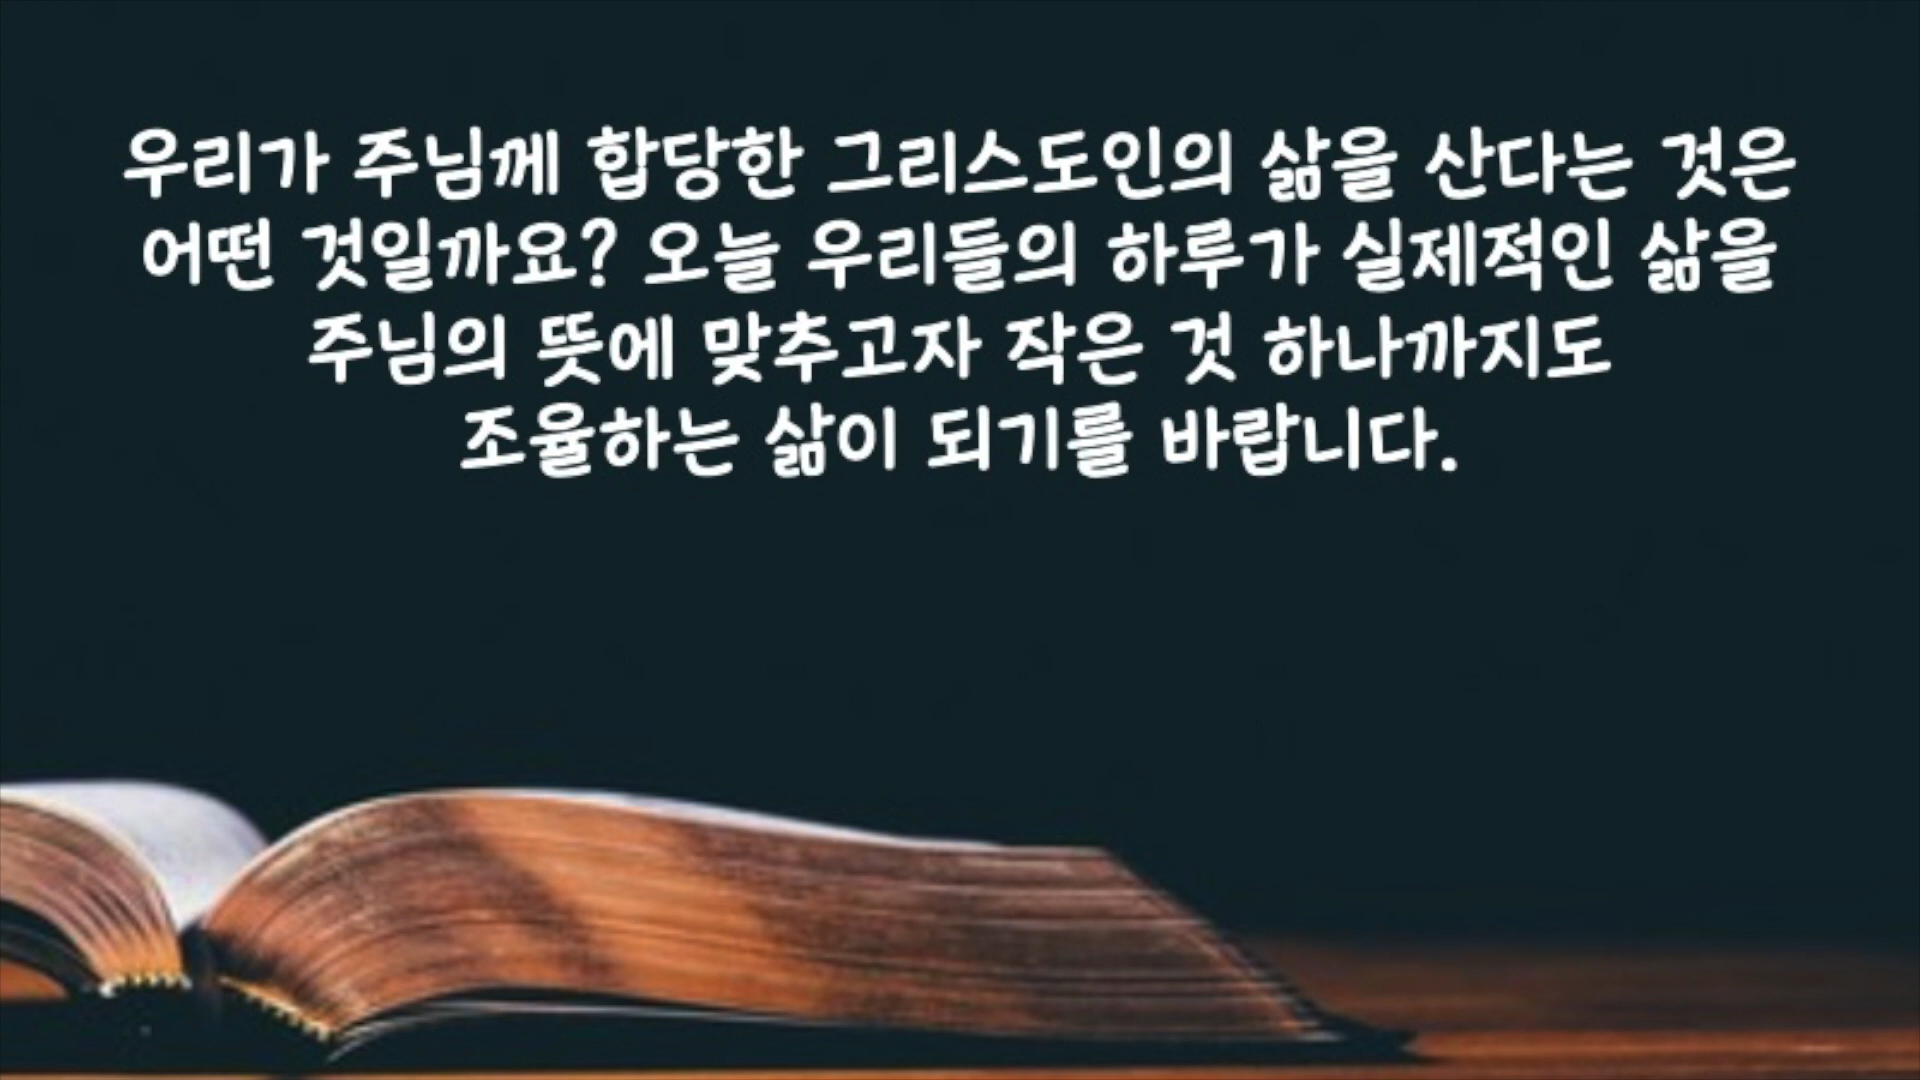 우리가 주님께 합당한 그리스도인의 삶을 산다는 것은
어떤 것일까요? 오늘 우리들의 하루가 실제적인 삶을
주님의 뜻에 맞추고자 작은 것 하나까지도
조율하는 삶이 되기를 바랍니다.